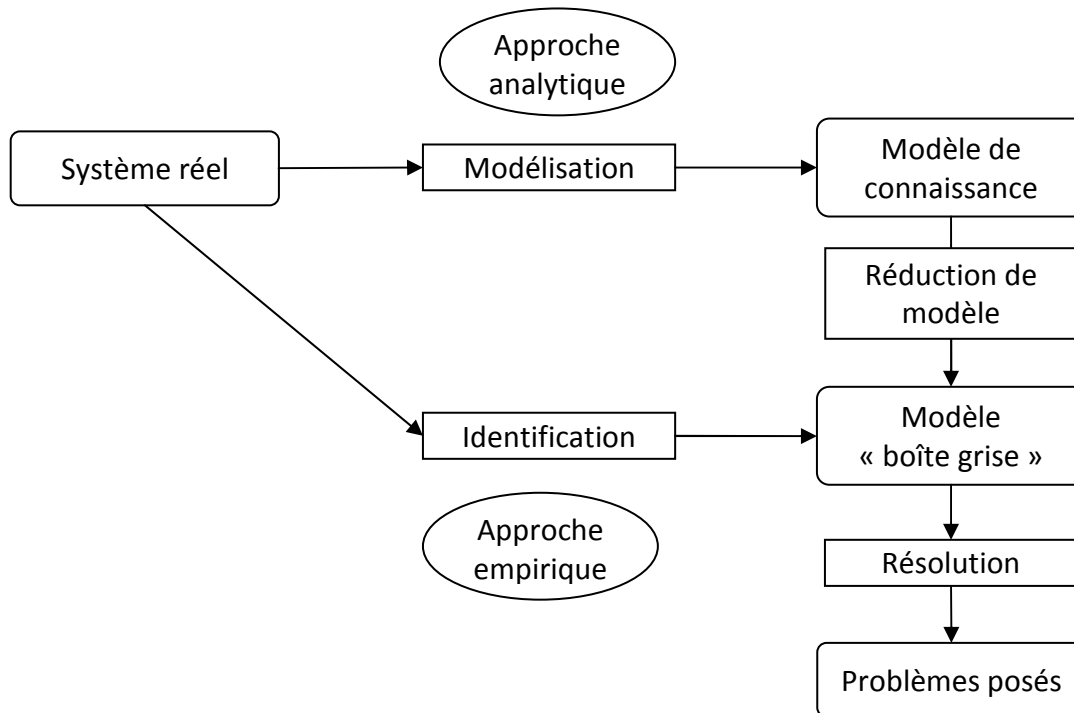 Approche
analytique
Système réel
Modélisation
Modèle de
connaissance
Réduction de
modèle
Identification
Modèle
« boîte grise »
Approche
empirique
Résolution
Problèmes posés